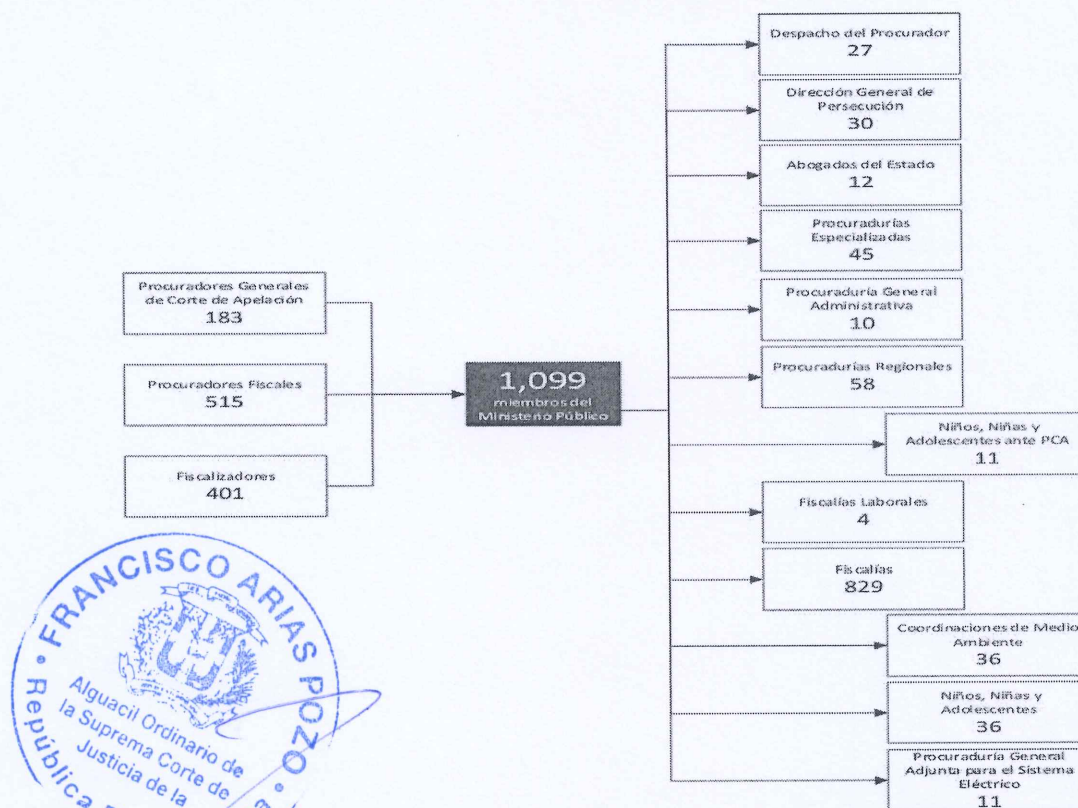 Procuradores Generales
de Corte de Apelación
183
Procuradores Fiscales
515
Fiscalizadores
401
1,099
miembros del
Ministerio Público
Despacho del Procurador
27
Dirección General de
Persecución
30
Abogados del Estado
12
Procuradurías
Especializadas
45
Procuraduría General
Administrativa
10
Procuradurías Regionales
58
Niños, Niñas y
Adolescentes ante PCA
11
Fiscalías Laborales
4
Fiscalías
829
Coordinaciones de Medio
Ambiente
36
Niños, Niñas y
Adolescentes
36
Procuraduría General
Adjunta para el Sistema
Eléctrico
11
FRANCISCO ARIAS POZO
República
Alguacil Ordinario de
la Suprema Corte de
Justicia de la